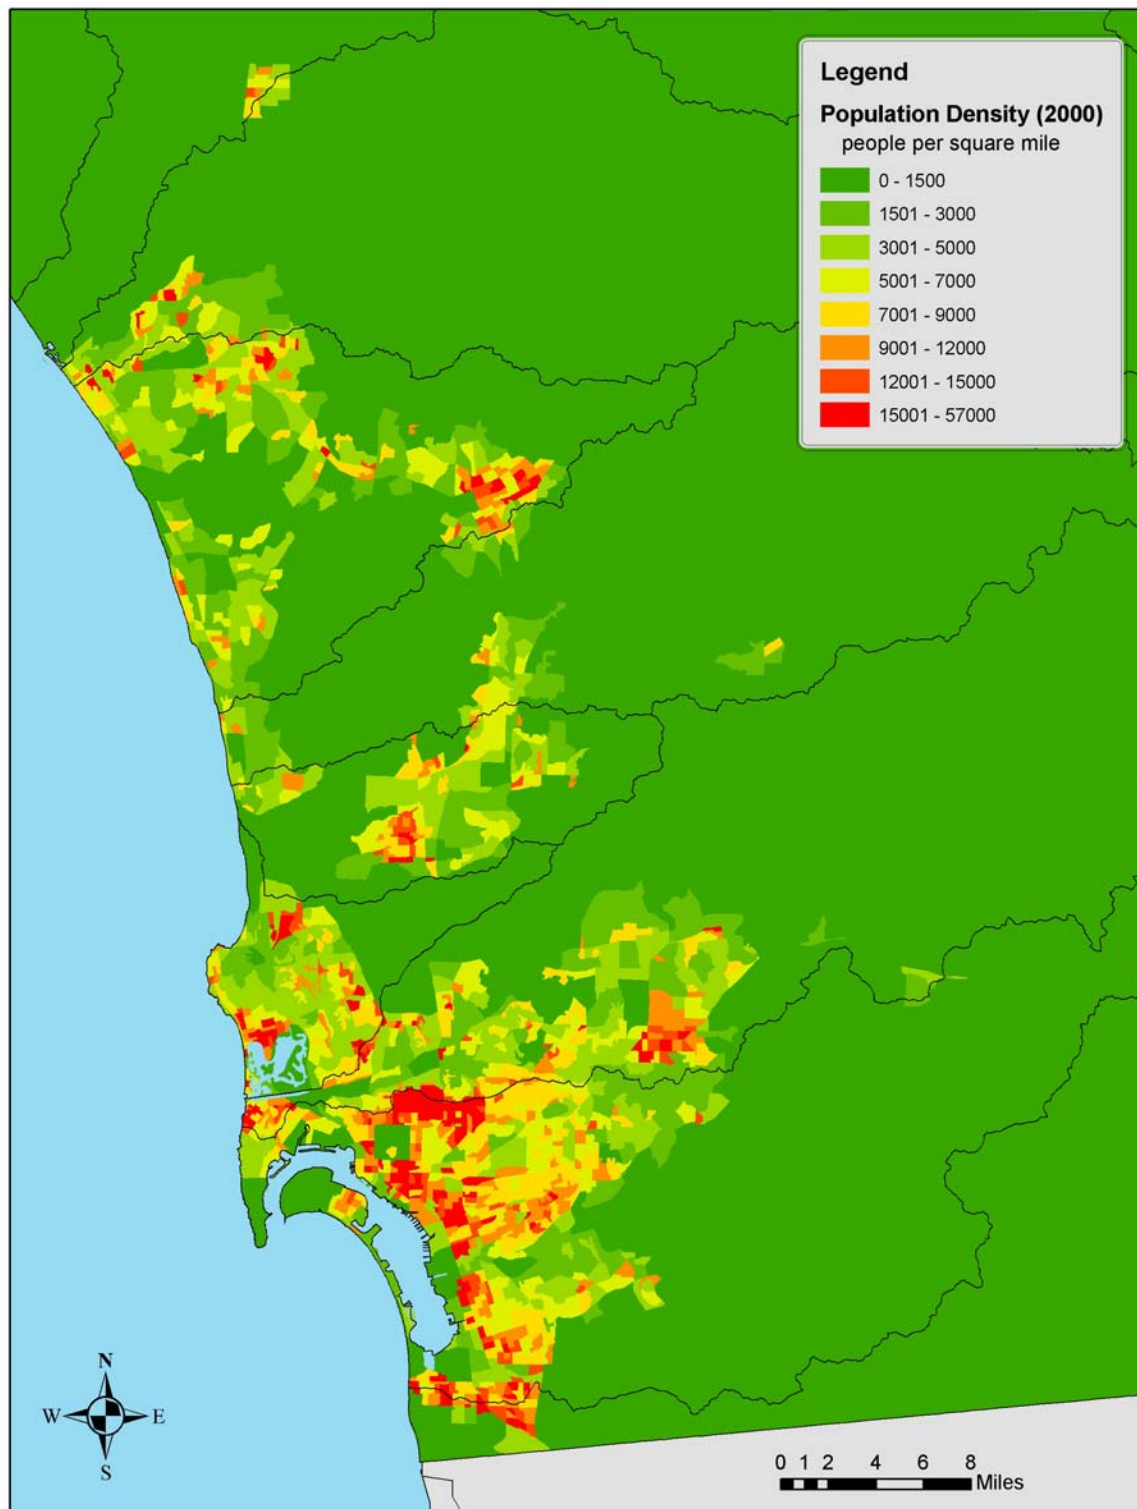 Legend
Population Density (2000)
people per square mile
0 - 1500
1501 - 3000
3001 - 5000
5001 - 7000
7001 - 9000
9001 - 12000
12001 - 15000
15001 - 57000
N
W E
S
0 1 2 4 6 8
Miles